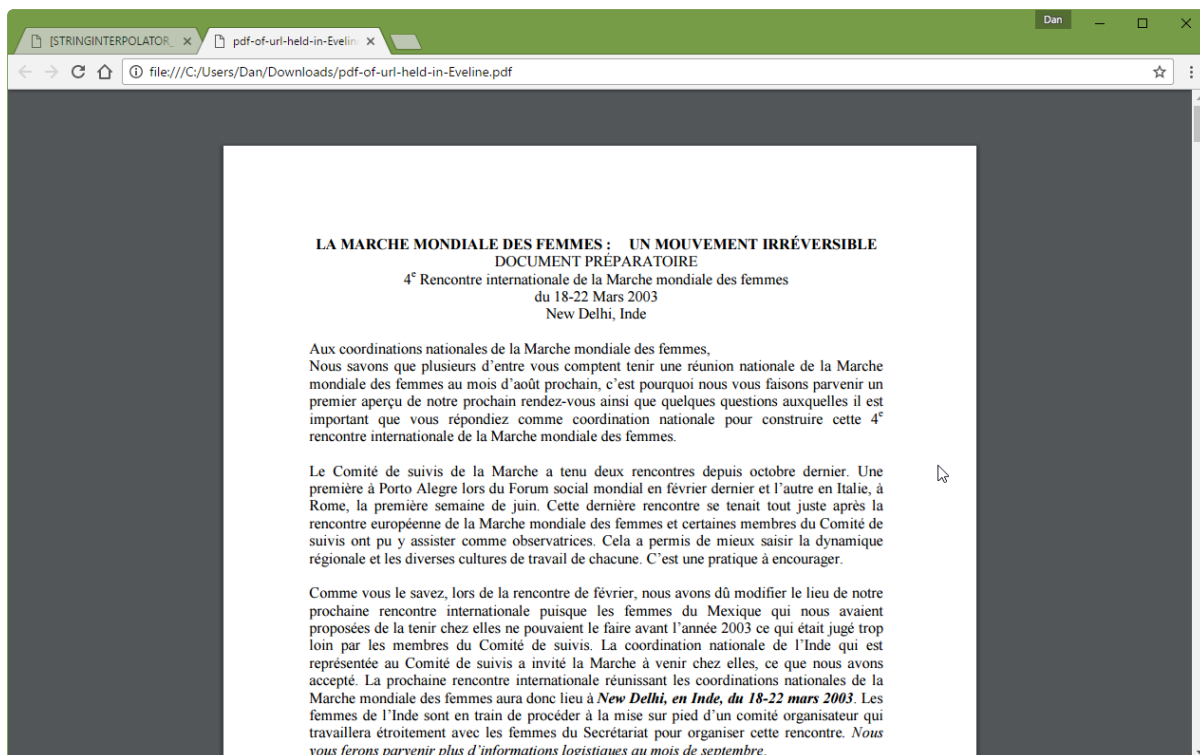 Dan
[STRINGINTERPOLATOR_
pdf-of-url-held-in-Evelin
file:///C:/Users/Dan/Downloads/pdf-of-url-held-in-Eveline.pdf
LA MARCHE MONDIALE DES FEMMES : UN MOUVEMENT IRRÉVERSIBLE
DOCUMENT PRÉPARATOIRE
4e Rencontre internationale de la Marche mondiale des femmes
du 18-22 Mars 2003
New Delhi, Inde
Aux coordinations nationales de la Marche mondiale des femmes,
Nous savons que plusieurs d’entre vous comptent tenir une réunion nationale de la Marche
mondiale des femmes au mois d’août prochain, c’est pourquoi nous vous faisons parvenir un
premier aperçu de notre prochain rendez-vous ainsi que quelques questions auxquelles il est
important que vous répondiez comme coordination nationale pour construire cette 4e
rencontre internationale de la Marche mondiale des femmes.
Le Comité de suivis de la Marche a tenu deux rencontres depuis octobre dernier. Une
première à Porto Alegre lors du Forum social mondial en février dernier et l’autre en Italie, à
Rome, la première semaine de juin. Cette dernière rencontre se tenait tout juste après la
rencontre européenne de la Marche mondiale des femmes et certaines membres du Comité de
suivis ont pu y assister comme observatrices. Cela a permis de mieux saisir la dynamique
régionale et les diverses cultures de travail de chacune. C’est une pratique à encourager.
Comme vous le savez, lors de la rencontre de février, nous avons dû modifier le lieu de notre
prochaine rencontre internationale puisque les femmes du Mexique qui nous avaient
proposées de la tenir chez elles ne pouvaient le faire avant l’année 2003 ce qui était jugé trop
loin par les membres du Comité de suivis. La coordination nationale de l’Inde qui est
représentée au Comité de suivis a invité la Marche à venir chez elles, ce que nous avons
accepté. La prochaine rencontre internationale réunissant les coordinations nationales de la
Marche mondiale des femmes aura donc lieu à New Delhi, en Inde, du 18-22 mars 2003. Les
femmes de l’Inde sont en train de procéder à la mise sur pied d’un comité organisateur qui
travaillera étroitement avec les femmes du Secrétariat pour organiser cette rencontre. Nous
vous ferons parvenir plus d’informations logistiques au mois de septembre.